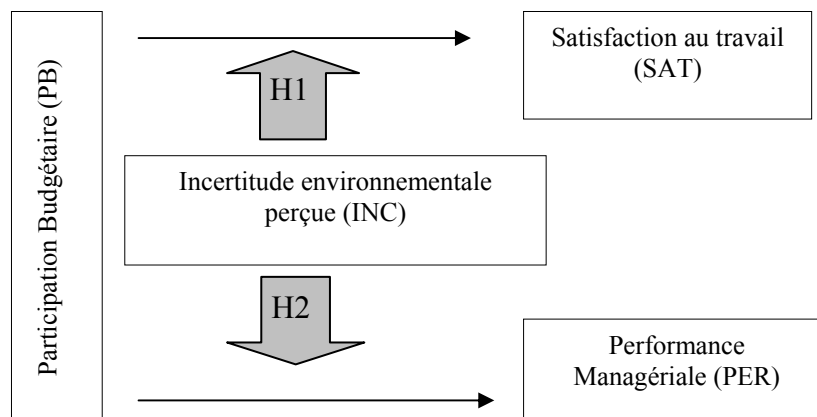 Participation Budgétaire (PB)
Satisfaction au travail
(SAT)
H1
Incertitude environnementale
perçue (INC)
H2
Performance
Managériale (PER)